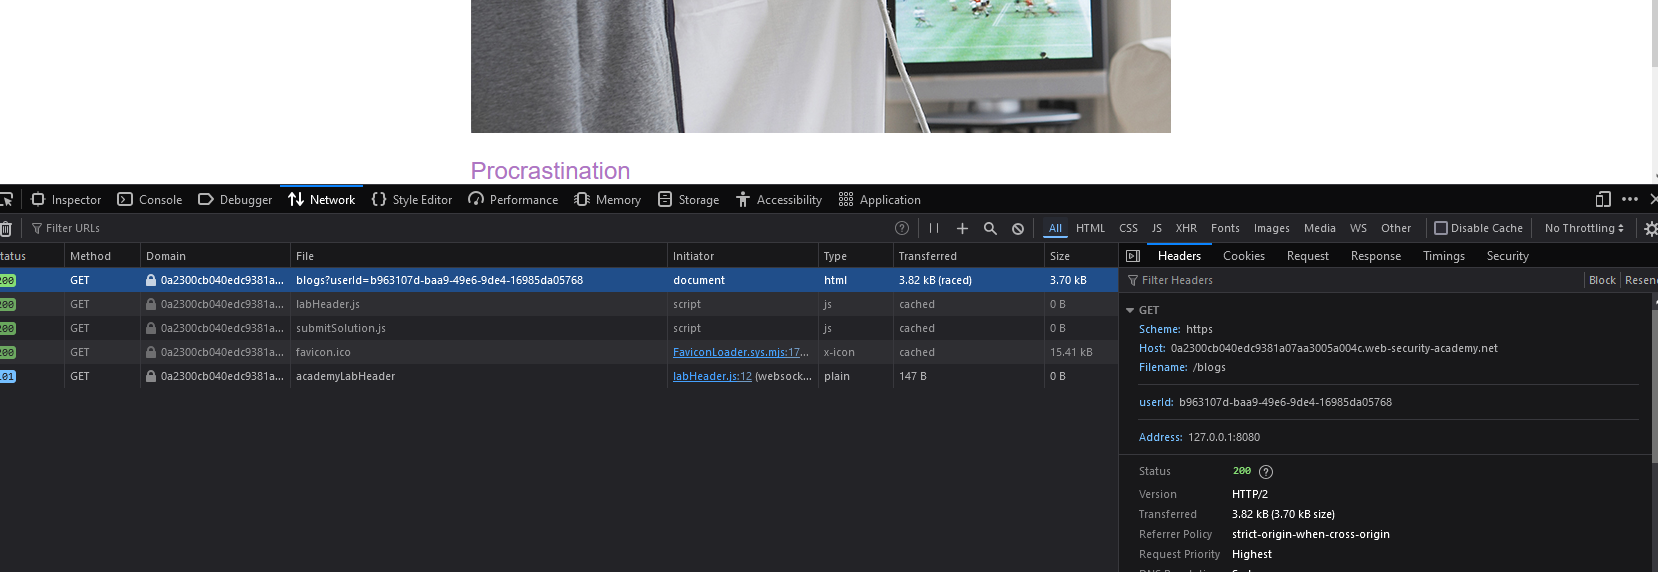 Procrastination
Inspector Console Debugger Network Style Editor Performance Memory Storage Accessibility Application
Filter URLs All HTML CSS JS XHR Fonts Images Media WS Other Disable Cache No Throttling
tatus Method Domain File Initiator Type Transferred Size
200 GET 0a2300cb040edc9381a... blogs?userId=b963107d-baa9-49e6-9de4-16985da05768 document html 3.82 kB (raced) 3.70 kB
200 GET 0a2300cb040edc9381a... labHeader.js script js cached 0 B
200 GET 0a2300cb040edc9381a... submitSolution.js script js cached 0 B
200 GET 0a2300cb040edc9381a... favicon.ico FaviconLoader.sys.mjs:17... x-icon cached 15.41 kB
101 GET 0a2300cb040edc9381a... academyLabHeader labHeader.js:12 (websock... plain 147 B 0 B
Headers Cookies Request Response Timings Security
Filter Headers Block Resen
GET
Scheme: https
Host: 0a2300cb040edc9381a07aa3005a004c.web-security-academy.net
Filename: /blogs
userId: b963107d-baa9-49e6-9de4-16985da05768
Address: 127.0.0.1:8080
Status 200
Version HTTP/2
Transferred 3.82 kB (3.70 kB size)
Referrer Policy strict-origin-when-cross-origin
Request Priority Highest